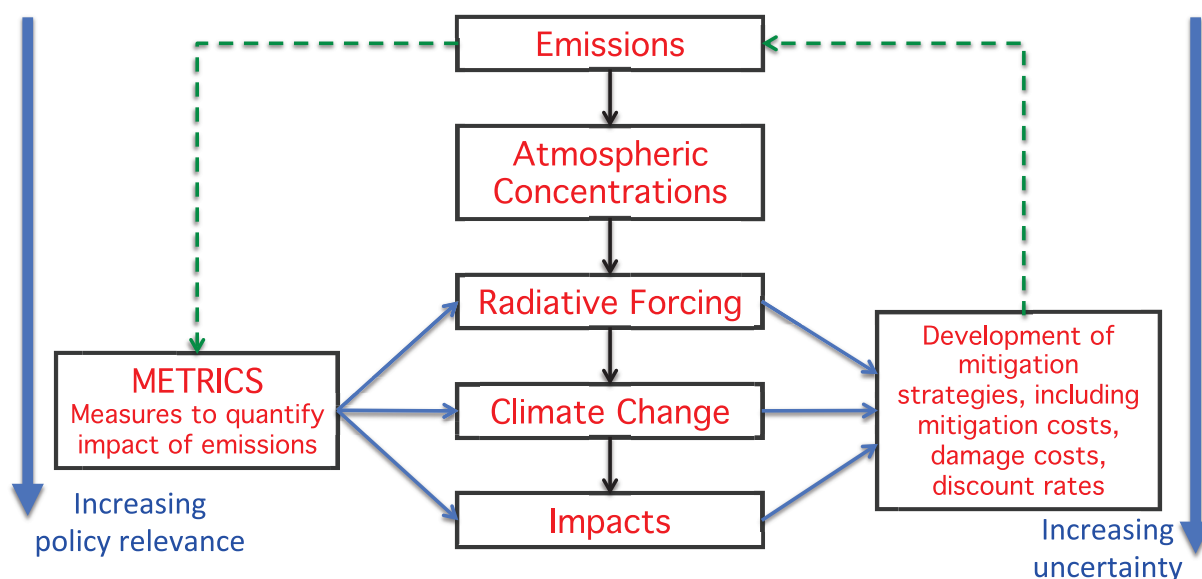 Emissions
Atmospheric
Concentrations
Radiative Forcing
METRICS
Measures to quantify
impact of emissions
Climate Change
Impacts
Development of
mitigation
strategies, including
mitigation costs,
damage costs,
discount rates
Increasing
policy relevance
Increasing
uncertainty